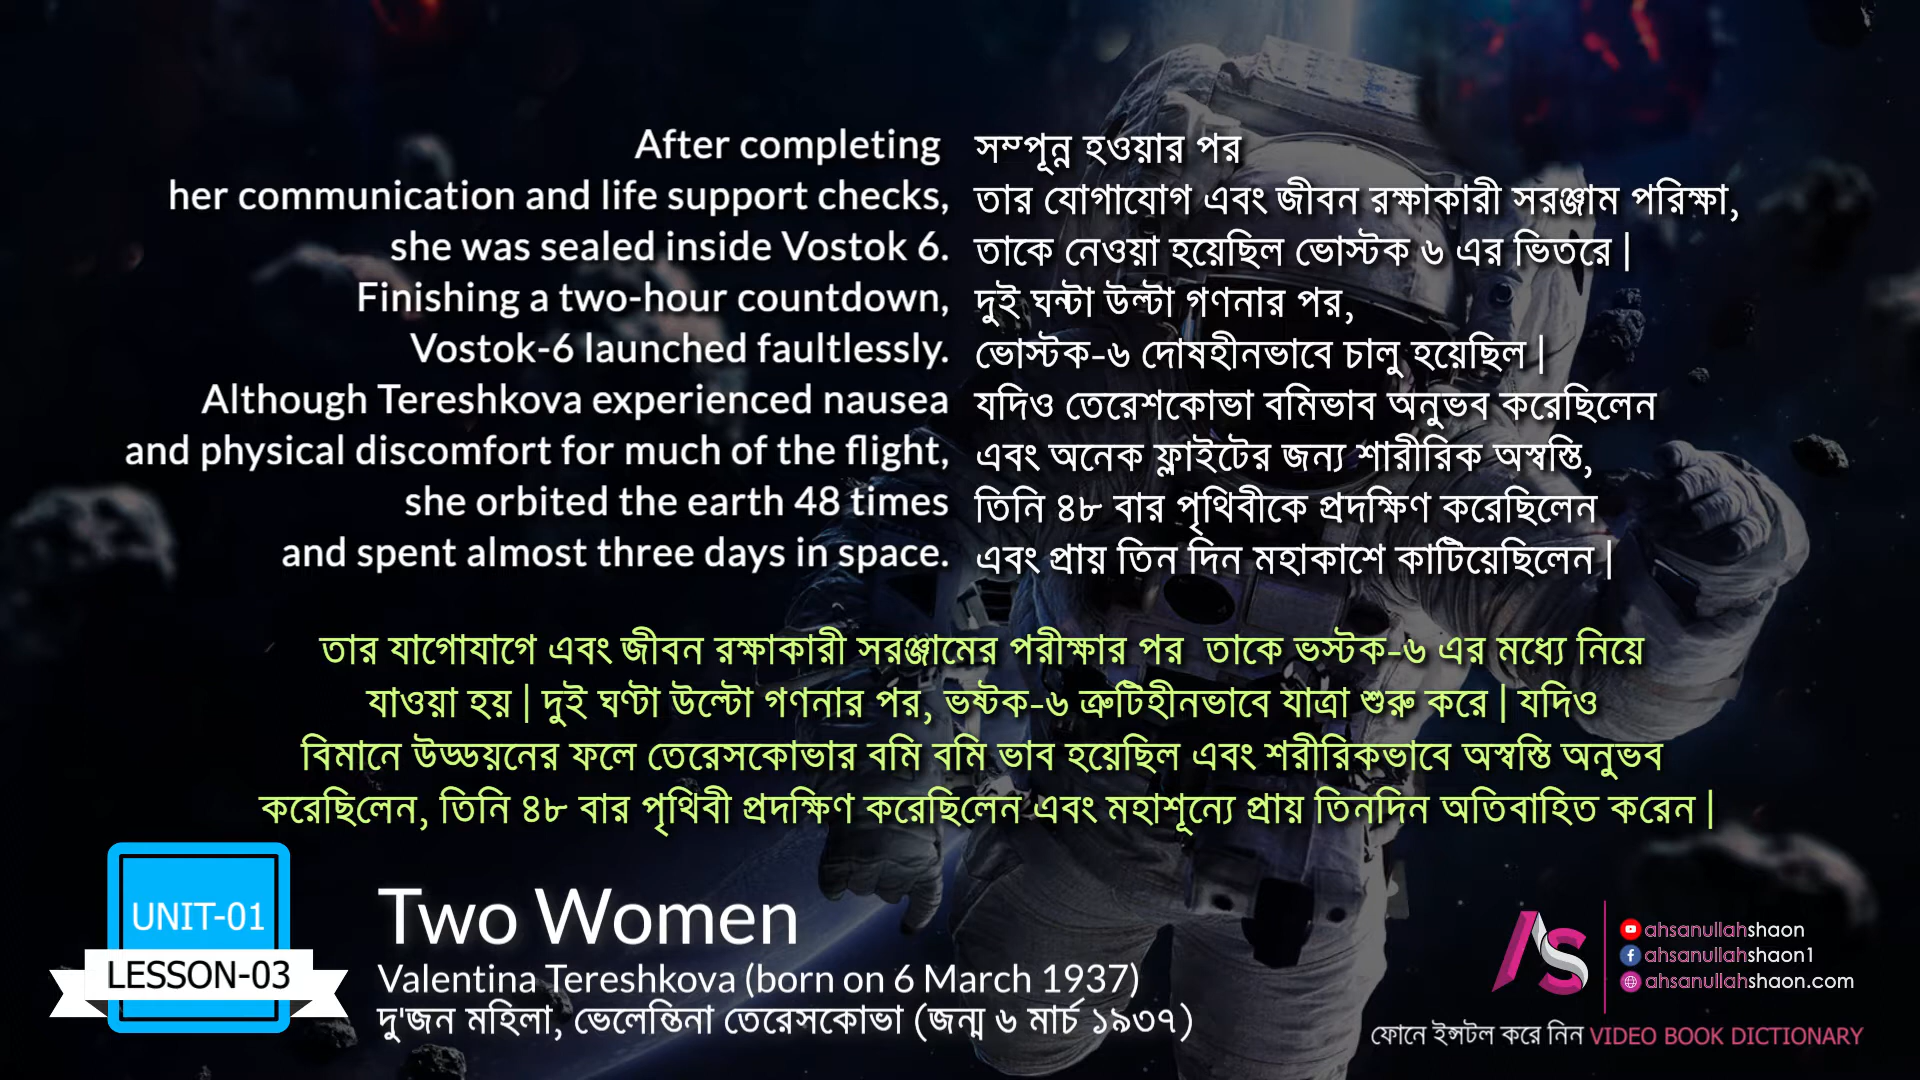 After completing
her communication and life support checks,
she was sealed inside Vostok 6.
Finishing a two-hour countdown,
Vostok-6 launched faultlessly.
Although Tereshkova experienced nausea
and physical discomfort for much of the flight,
she orbited the earth 48 times
and spent almost three days in space.
সম্পূন্ন হওয়ার পর
তার যোগাযোগ এবং জীবন রক্ষাকারী সরঞ্জাম পরিক্ষা,
তাকে নেওয়া হয়েছিল ভোস্টক ৬ এর ভিতরে |
দুই ঘন্টা উল্টা গণনার পর,
ভোস্টক-৬ দোষহীনভাবে চালু হয়েছিল |
যদিও তেরেশকোভা বমিভাব অনুভব করেছিলেন
এবং অনেক ফ্লাইটের জন্য শারীরিক অস্বস্তি,
তিনি ৪৮ বার পৃথিবীকে প্রদক্ষিণ করেছিলেন
এবং প্রায় তিন দিন মহাকাশে কাটিয়েছিলেন |
তার যাগোযাগে এবং জীবন রক্ষাকারী সরঞ্জামের পরীক্ষার পর তাকে ভস্টক-৬ এর মধ্যে নিয়ে
যাওয়া হয় | দুই ঘণ্টা উল্টো গণনার পর, ভষ্টক-৬ ত্রুটিহীনভাবে যাত্রা শুরু করে | যদিও
বিমানে উড্ডয়নের ফলে তেরেসকোভার বমি বমি ভাব হয়েছিল এবং শরীরিকভাবে অস্বস্তি অনুভব
করেছিলেন, তিনি ৪৮ বার পৃথিবী প্রদক্ষিণ করেছিলেন এবং মহাশূন্যে প্রায় তিনদিন অতিবাহিত করেন |
UNIT-01
LESSON-03
Two Women
Valentina Tereshkova (born on 6 March 1937)
দু'জন মহিলা, ভেলেন্তিনা তেরেসকোভা (জন্ম ৬ মার্চ ১৯৩৭)
AS
ahsanullahshaon
ahsanullahshaon1
ahsanullahshaon.com
ফোনে ইন্সটল করে নিন VIDEO BOOK DICTIONARY